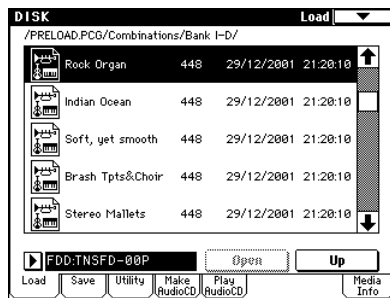 DISK Load
/PRELOAD.PCG/Combinations/Bank I-D/
Rock Organ 448 29/12/2001 21:20:10
Indian Ocean 448 29/12/2001 21:20:10
Soft, yet smooth 448 29/12/2001 21:20:10
Brash Tpts&Choir 448 29/12/2001 21:20:10
Stereo Mallets 448 29/12/2001 21:20:10
FDD:TNSFD-00P Open Up
Load Save Utility Make AudioCD Play AudioCD Media Info